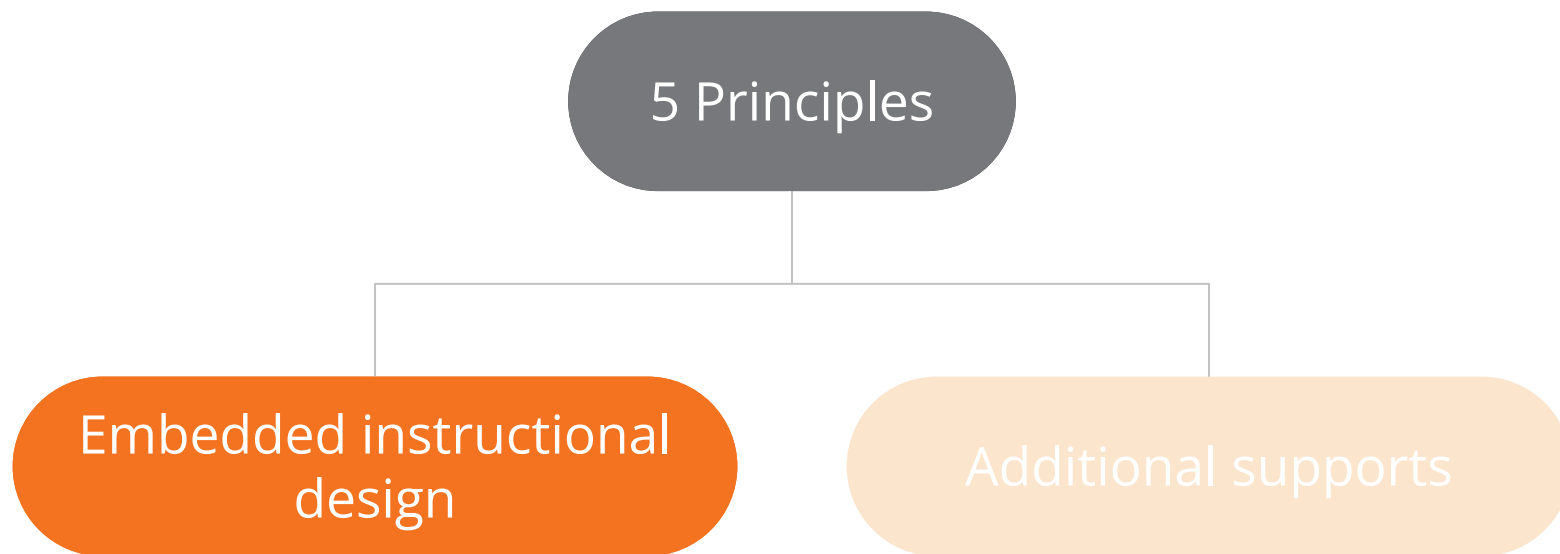 5 Principles
Embedded instructional
design
Additional supports